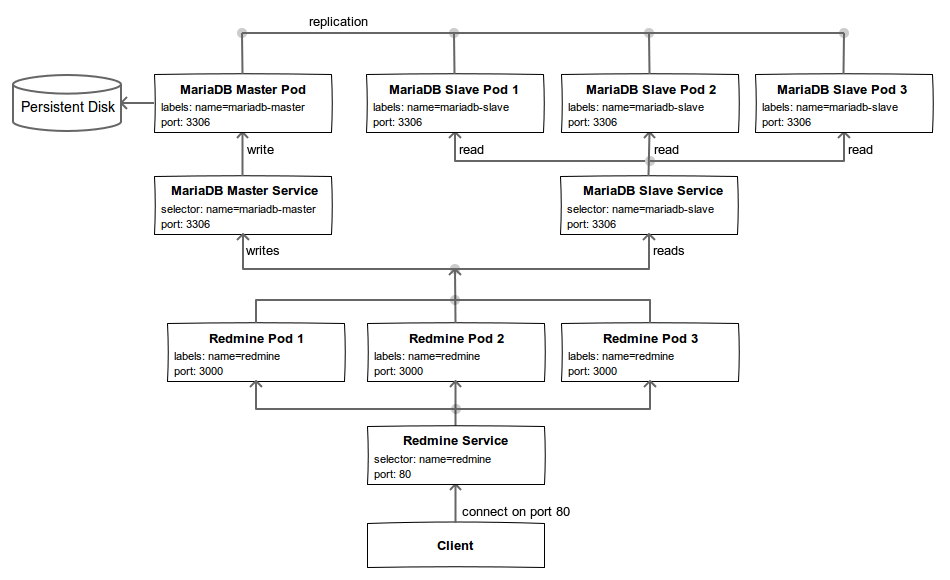 replication
Persistent Disk
MariaDB Master Pod
labels: name=mariadb-master
port: 3306
MariaDB Slave Pod 1
labels: name=mariadb-slave
port: 3306
MariaDB Slave Pod 2
labels: name=mariadb-slave
port: 3306
MariaDB Slave Pod 3
labels: name=mariadb-slave
port: 3306
write
read
read
read
MariaDB Master Service
selector: name=mariadb-master
port: 3306
MariaDB Slave Service
selector: name=mariadb-slave
port: 3306
writes
reads
Redmine Pod 1
labels: name=redmine
port: 3000
Redmine Pod 2
labels: name=redmine
port: 3000
Redmine Pod 3
labels: name=redmine
port: 3000
Redmine Service
selector: name=redmine
port: 80
connect on port 80
Client